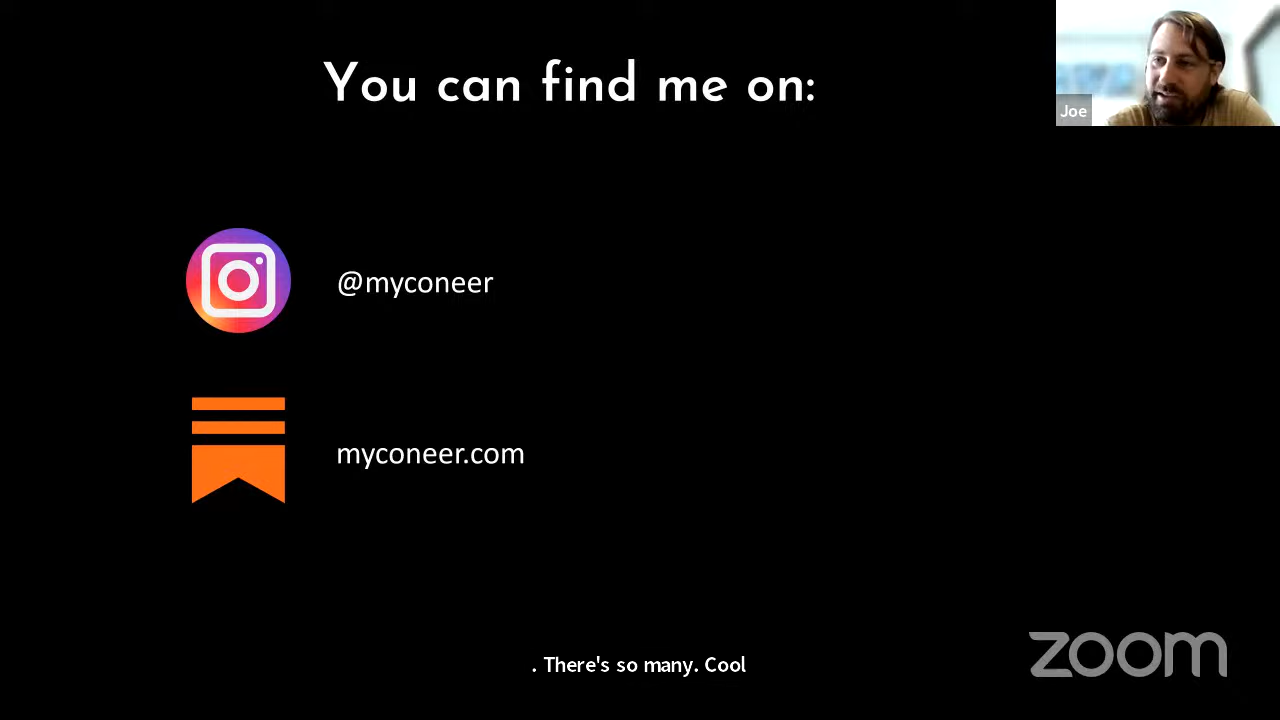 You can find me on:
Joe
@myconeer
myconeer.com
. There's so many. Cool
zoom